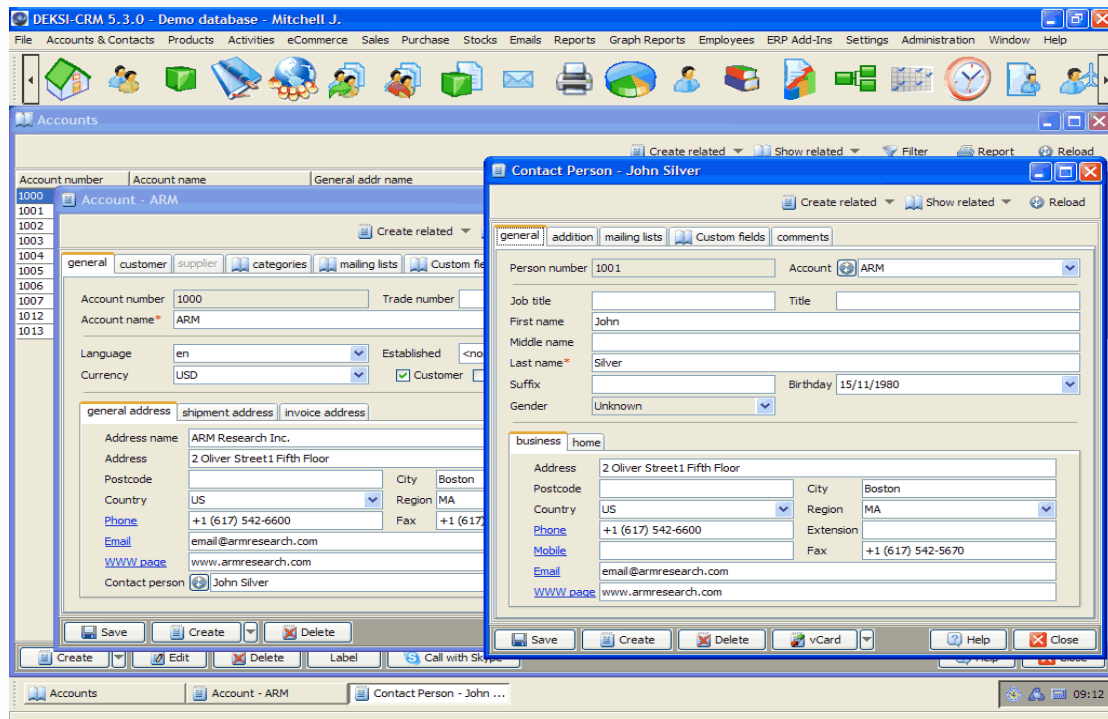 DEKSI-CRM 5.3.0 - Demo database - Mitchell J.
File Accounts & Contacts Products Activities eCommerce Sales Purchase Stocks Emails Reports Graph Reports Employees ERP Add-Ins Settings Administration Window Help
Accounts
Create related Show related Filter Report Reload
Account number Account name General addr name
1000
1001
1002
1003
1004
1005
1006
1007
1012
1013
Account - ARM
Create related
general customer supplier categories mailing lists Custom fie
Account number 1000 Trade number
Account name* ARM
Language en Established <no
Currency USD Customer
general address shipment address invoice address
Address name ARM Research Inc.
Address 2 Oliver Street1 Fifth Floor
Postcode City Boston
Country US Region MA
Phone +1 (617) 542-6600 Fax +1 (617)
Email email@armresearch.com
WWW page www.armresearch.com
Contact person John Silver
Save Create Delete
Contact Person - John Silver
Create related Show related Reload
general addition mailing lists Custom fields comments
Person number 1001 Account ARM
Job title Title
First name John
Middle name
Last name* Silver
Suffix Birthday 15/11/1980
Gender Unknown
business home
Address 2 Oliver Street1 Fifth Floor
Postcode City Boston
Country US Region MA
Phone +1 (617) 542-6600 Extension
Mobile Fax +1 (617) 542-5670
Email email@armresearch.com
WWW page www.armresearch.com
Save Create Delete vCard Help Close
Create Edit Delete Label Call with Skype Help Close
Accounts Account - ARM Contact Person - John ... 09:12